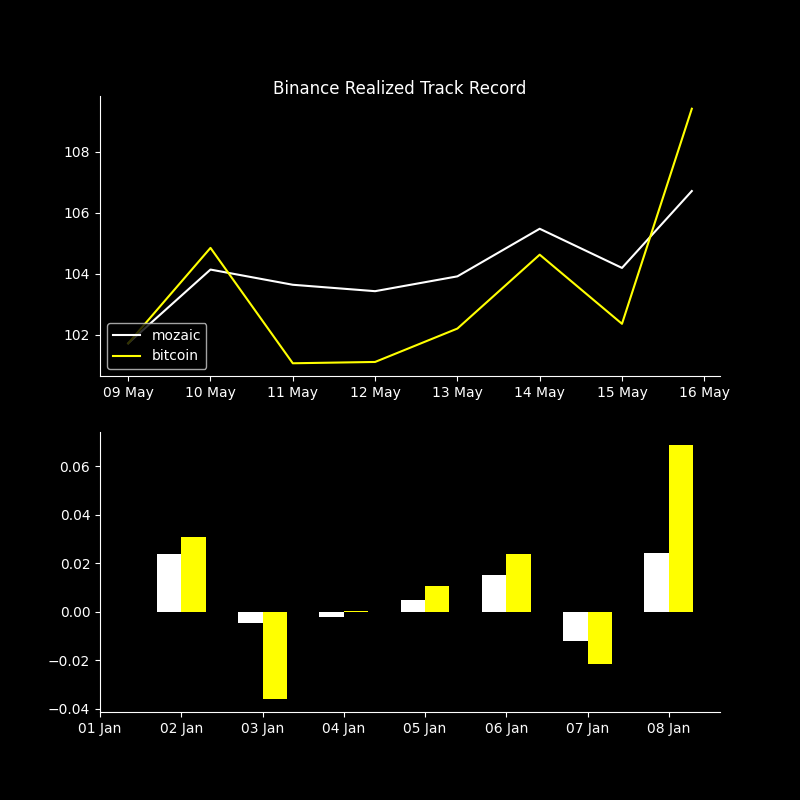 Binance Realized Track Record
108
106
104
102
mozaic
bitcoin
09 May 10 May 11 May 12 May 13 May 14 May 15 May 16 May
0.06
0.04
0.02
0.00
−0.02
−0.04
01 Jan 02 Jan 03 Jan 04 Jan 05 Jan 06 Jan 07 Jan 08 Jan